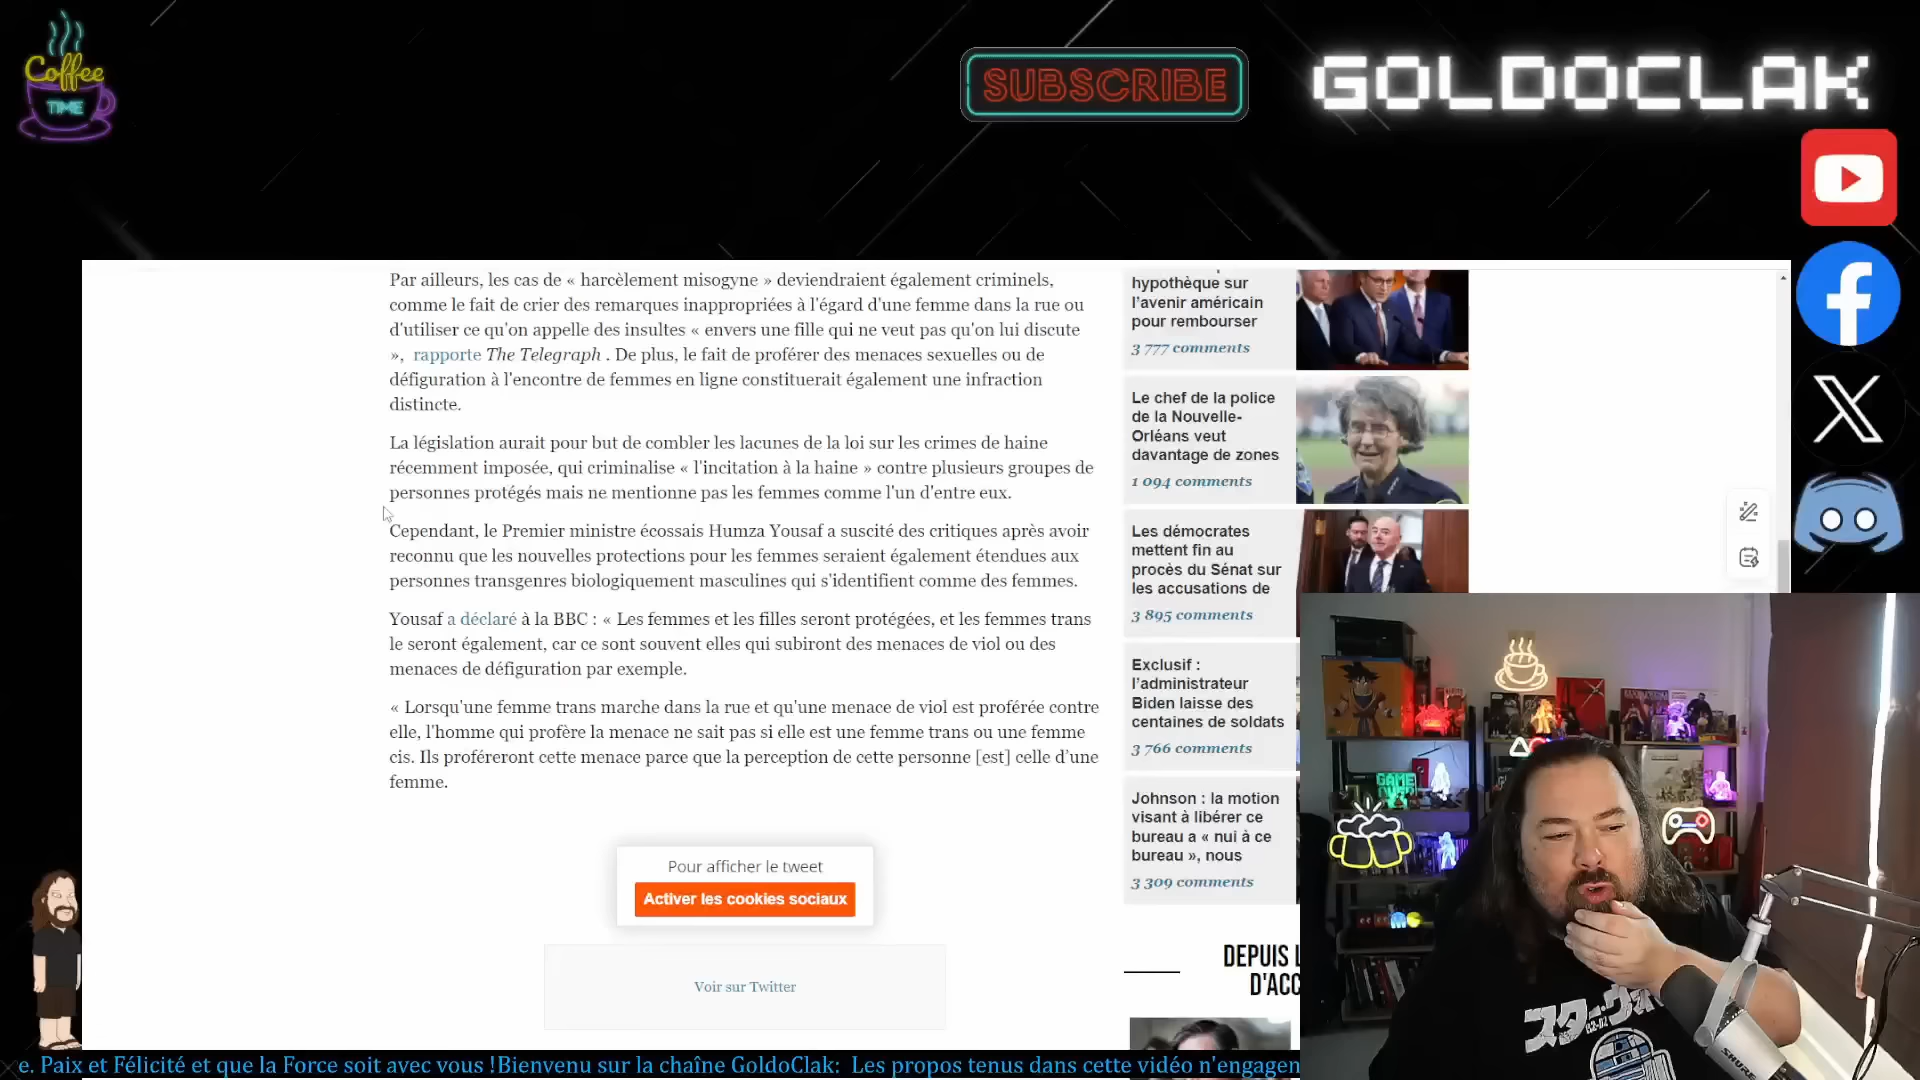 Coffee
TIME
SUBSCRIBE
GOLDOCLAK
Par ailleurs, les cas de « harcèlement misogyne » deviendraient également criminels,
comme le fait de crier des remarques inappropriées à l'égard d'une femme dans la rue ou
d'utiliser ce qu'on appelle des insultes « envers une fille qui ne veut pas qu'on lui discute
», rapporte The Telegraph . De plus, le fait de proférer des menaces sexuelles ou de
défiguration à l'encontre de femmes en ligne constituerait également une infraction
distincte.
La législation aurait pour but de combler les lacunes de la loi sur les crimes de haine
récemment imposée, qui criminalise « l'incitation à la haine » contre plusieurs groupes de
personnes protégés mais ne mentionne pas les femmes comme l'un d'entre eux.
Cependant, le Premier ministre écossais Humza Yousaf a suscité des critiques après avoir
reconnu que les nouvelles protections pour les femmes seraient également étendues aux
personnes transgenres biologiquement masculines qui s'identifient comme des femmes.
Yousaf a déclaré à la BBC : « Les femmes et les filles seront protégées, et les femmes trans
le seront également, car ce sont souvent elles qui subiront des menaces de viol ou des
menaces de défiguration par exemple.
« Lorsqu'une femme trans marche dans la rue et qu'une menace de viol est proférée contre
elle, l'homme qui profère la menace ne sait pas si elle est une femme trans ou une femme
cis. Ils proféreront cette menace parce que la perception de cette personne [est] celle d'une
femme.
Pour afficher le tweet
Activer les cookies sociaux
Voir sur Twitter
hypothèque sur
l'avenir américain
pour rembourser
3 777 comments
Le chef de la police
de la Nouvelle-
Orléans veut
davantage de zones
1 094 comments
Les démocrates
mettent fin au
procès du Sénat sur
les accusations de
3 895 comments
Exclusif :
l'administrateur
Biden laisse des
centaines de soldats
3 766 comments
Johnson : la motion
visant à libérer ce
bureau a « nui à ce
bureau », nous
3 309 comments
DEPUIS L
D'ACC
GAME
OVER
スター・ウォ
R2-D2
SHURE
e. Paix et Félicité et que la Force soit avec vous !Bienvenu sur la chaîne GoldoClak: Les propos tenus dans cette vidéo n'engagen